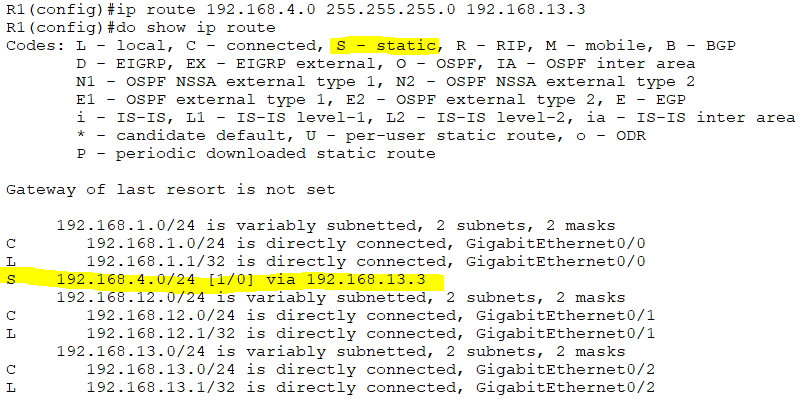 R1(config)#ip route 192.168.4.0 255.255.255.0 192.168.13.3
R1(config)#do show ip route
Codes: L - local, C - connected, S - static, R - RIP, M - mobile, B - BGP
       D - EIGRP, EX - EIGRP external, O - OSPF, IA - OSPF inter area
       N1 - OSPF NSSA external type 1, N2 - OSPF NSSA external type 2
       E1 - OSPF external type 1, E2 - OSPF external type 2, E - EGP
       i - IS-IS, L1 - IS-IS level-1, L2 - IS-IS level-2, ia - IS-IS inter area
       * - candidate default, U - per-user static route, o - ODR
       P - periodic downloaded static route

Gateway of last resort is not set

     192.168.1.0/24 is variably subnetted, 2 subnets, 2 masks
C       192.168.1.0/24 is directly connected, GigabitEthernet0/0
L       192.168.1.1/32 is directly connected, GigabitEthernet0/0
S    192.168.4.0/24 [1/0] via 192.168.13.3
     192.168.12.0/24 is variably subnetted, 2 subnets, 2 masks
C       192.168.12.0/24 is directly connected, GigabitEthernet0/1
L       192.168.12.1/32 is directly connected, GigabitEthernet0/1
     192.168.13.0/24 is variably subnetted, 2 subnets, 2 masks
C       192.168.13.0/24 is directly connected, GigabitEthernet0/2
L       192.168.13.1/32 is directly connected, GigabitEthernet0/2